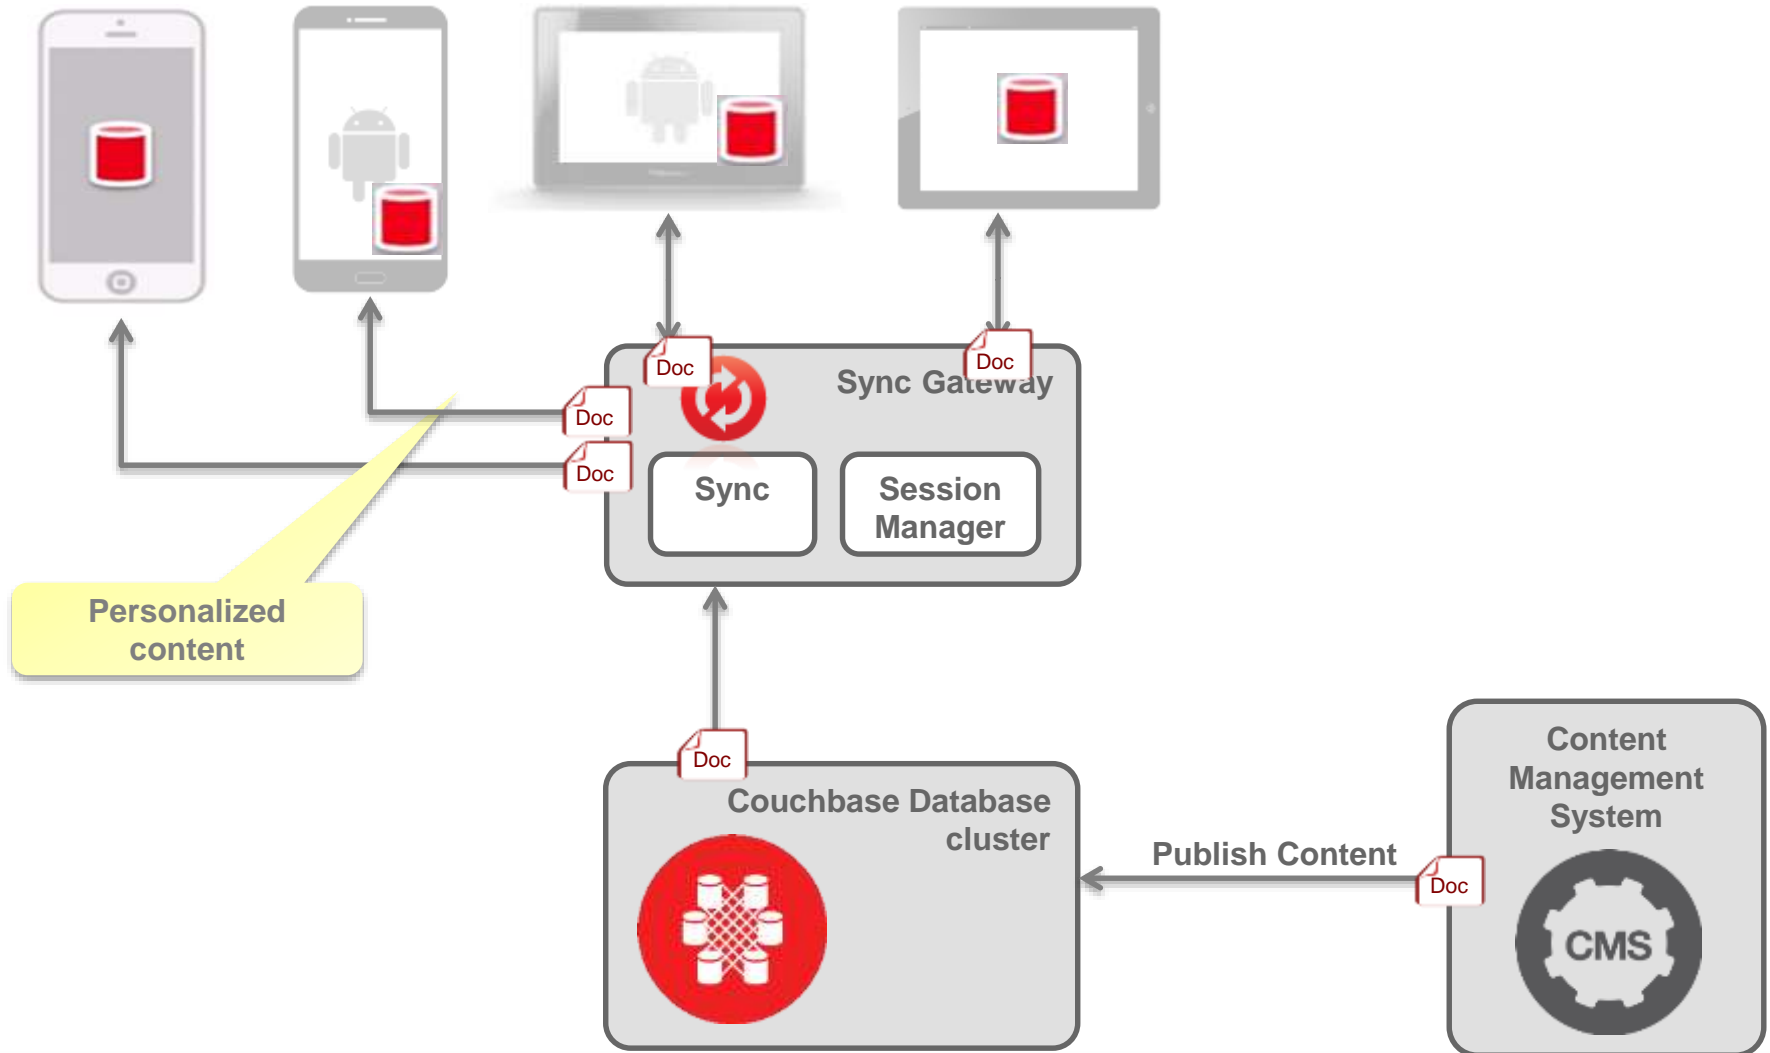 Doc
Doc
Sync Gateway
Doc
Doc
Sync
Session
Manager
Personalized
content
Doc
Couchbase Database
cluster
Publish Content
Content
Management
System
Doc
CMS